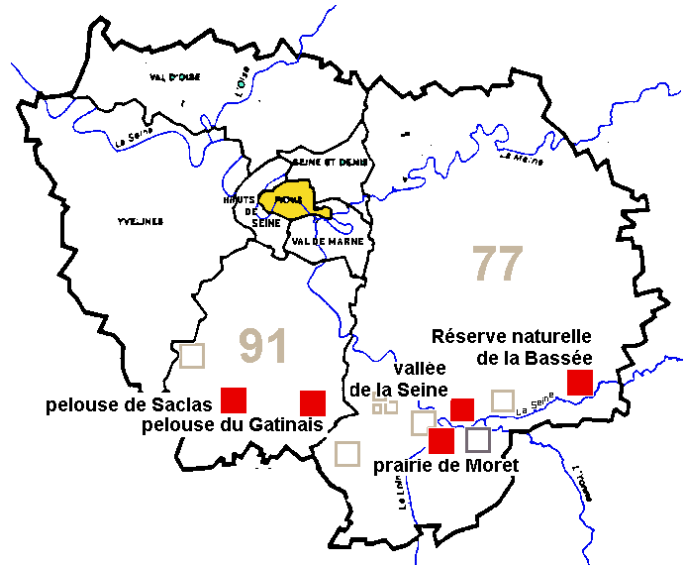 VAL D'OISE
L'Oise
La Seine
SEINE ET DENIS
La Marne
YVELINES
HAUTS
DE
SEINE
PARIS
VAL DE MARNE
77
91
Réserve naturelle
de la Bassée
vallèe
de la Seine
pelouse de Saclas
pelouse du Gatinais
La Seine
prairie de Moret
Le Loing
L'Yonne